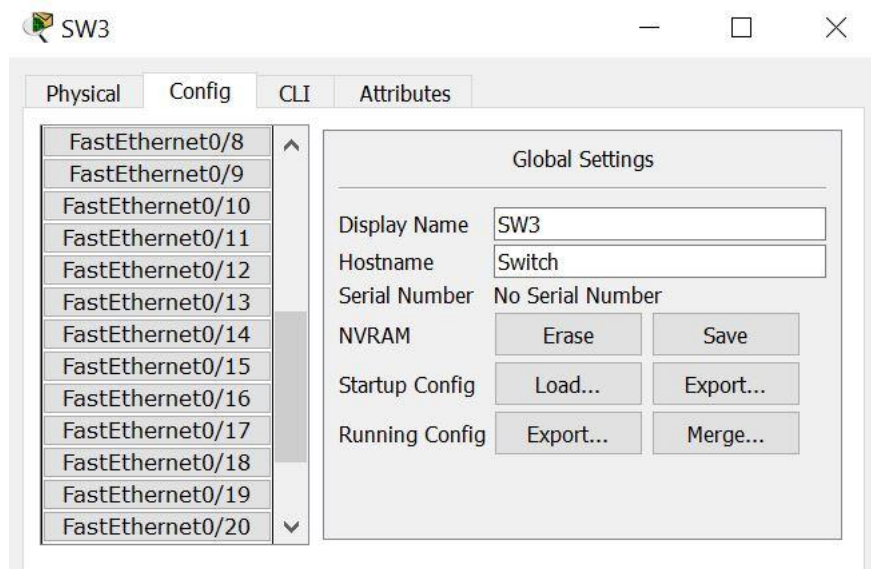 SW3
Physical Config CLI Attributes
FastEthernet0/8
FastEthernet0/9
FastEthernet0/10
FastEthernet0/11
FastEthernet0/12
FastEthernet0/13
FastEthernet0/14
FastEthernet0/15
FastEthernet0/16
FastEthernet0/17
FastEthernet0/18
FastEthernet0/19
FastEthernet0/20
Global Settings
Display Name SW3
Hostname Switch
Serial Number No Serial Number
NVRAM Erase Save
Startup Config Load... Export...
Running Config Export... Merge...